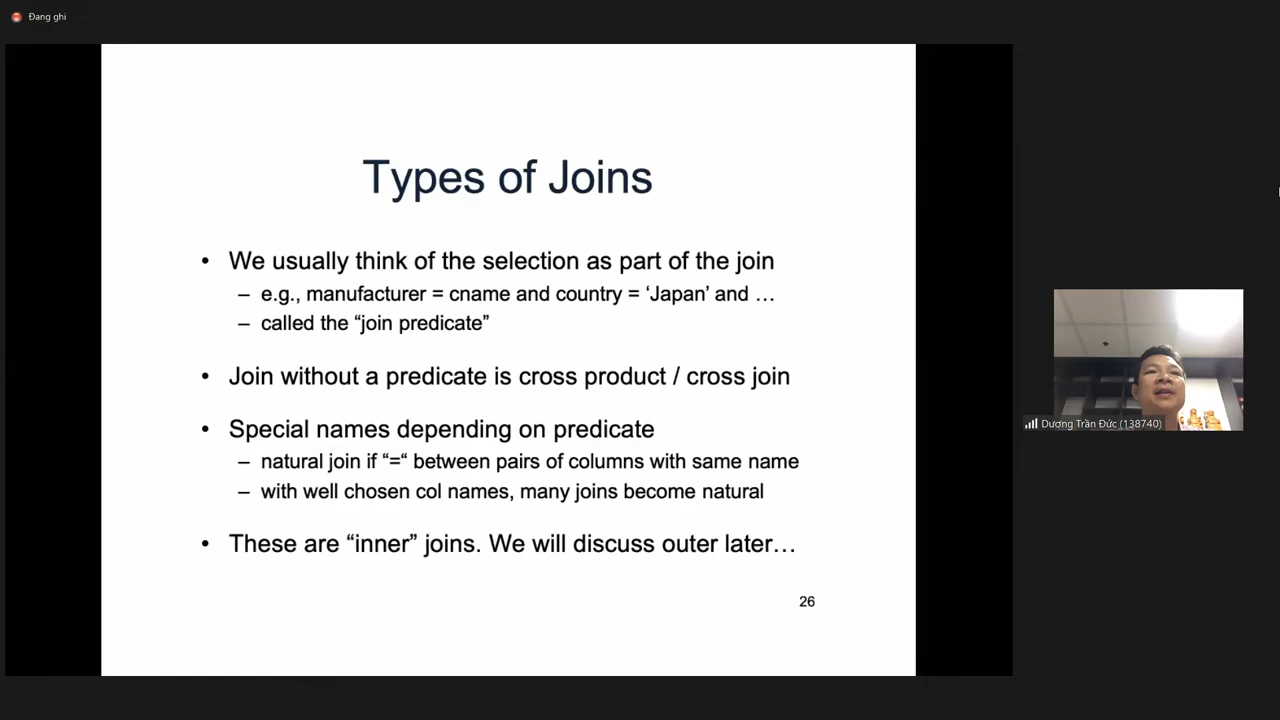 Đang ghi
Types of Joins
• We usually think of the selection as part of the join
– e.g., manufacturer = cname and country = ‘Japan’ and …
– called the “join predicate”
• Join without a predicate is cross product / cross join
• Special names depending on predicate
– natural join if “=“ between pairs of columns with same name
– with well chosen col names, many joins become natural
• These are “inner” joins. We will discuss outer later…
26
Dương Trần Đức (138740)